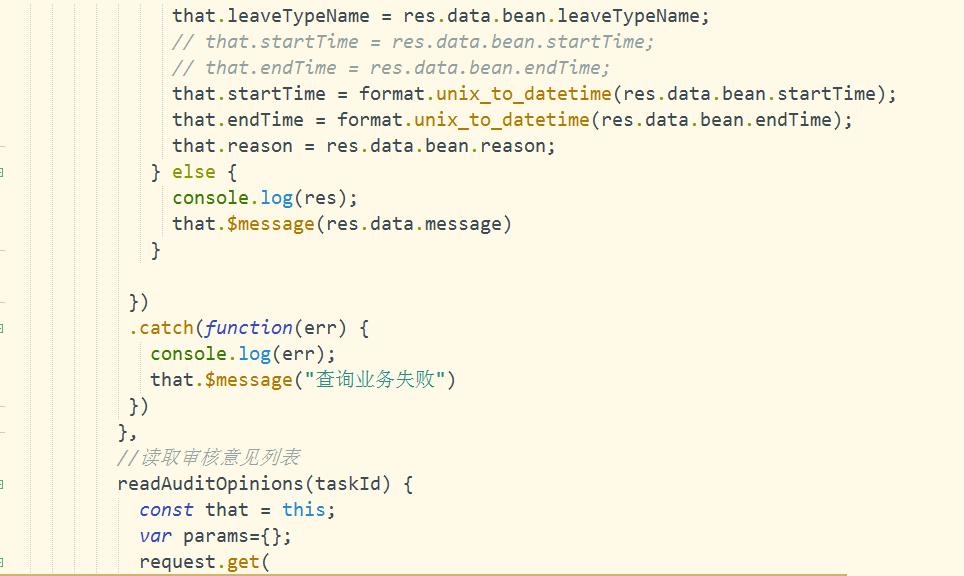 that.leaveTypeName = res.data.bean.leaveTypeName;
// that.startTime = res.data.bean.startTime;
// that.endTime = res.data.bean.endTime;
that.startTime = format.unix_to_datetime(res.data.bean.startTime);
that.endTime = format.unix_to_datetime(res.data.bean.endTime);
that.reason = res.data.bean.reason;
} else {
console.log(res);
that.$message(res.data.message)
}
})
.catch(function(err) {
console.log(err);
that.$message("查询业务失败")
})
},
//读取审核意见列表
readAuditOpinions(taskId) {
const that = this;
var params={};
request.get(